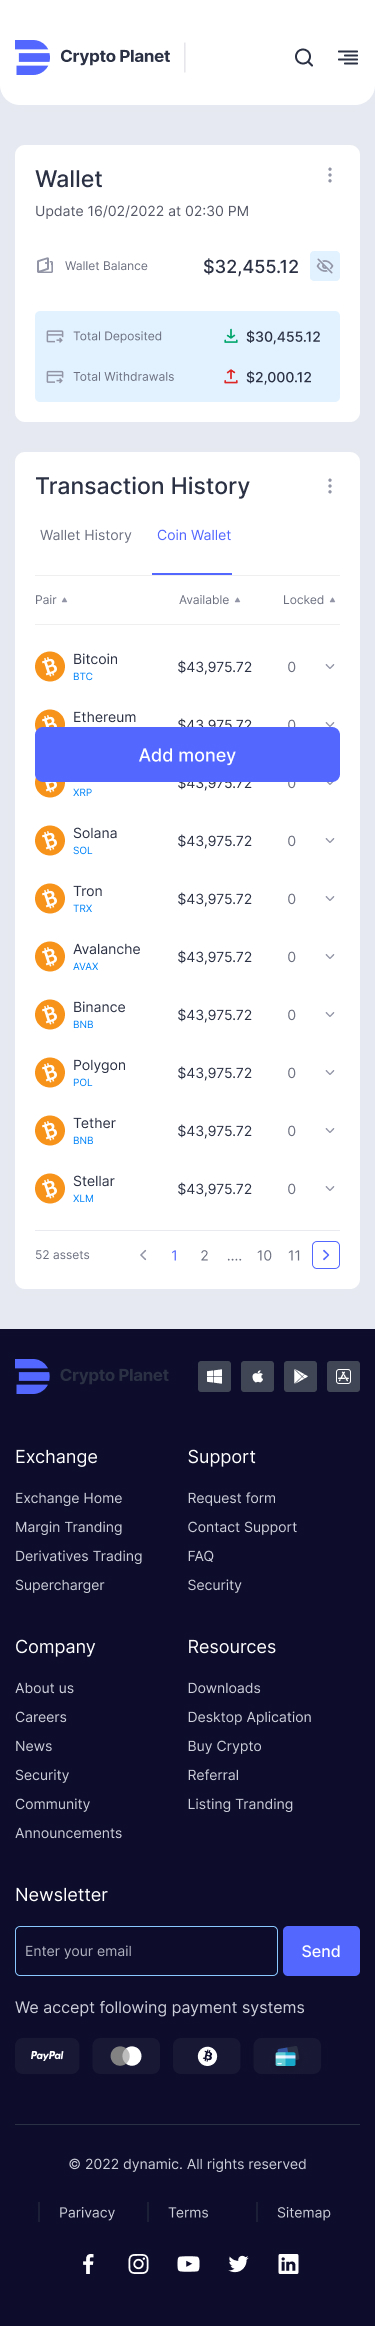 Crypto Planet
Wallet
Update 16/02/2022 at 02:30 PM
Wallet Balance $32,455.12
Total Deposited $30,455.12
Total Withdrawals $2,000.12
Transaction History
Wallet History Coin Wallet
Pair Available Locked
Bitcoin
BTC
$43,975.72 0
Ethereum
$43,975.72 0
Add money
XRP
$43,975.72 0
Solana
SOL
$43,975.72 0
Tron
TRX
$43,975.72 0
Avalanche
AVAX
$43,975.72 0
Binance
BNB
$43,975.72 0
Polygon
POL
$43,975.72 0
Tether
BNB
$43,975.72 0
Stellar
XLM
$43,975.72 0
52 assets 1 2 .... 10 11
Crypto Planet
Exchange
Exchange Home
Margin Tranding
Derivatives Trading
Supercharger
Support
Request form
Contact Support
FAQ
Security
Company
About us
Careers
News
Security
Community
Announcements
Resources
Downloads
Desktop Aplication
Buy Crypto
Referral
Listing Tranding
Newsletter
Enter your email Send
We accept following payment systems
PayPal
© 2022 dynamic. All rights reserved
Parivacy Terms Sitemap